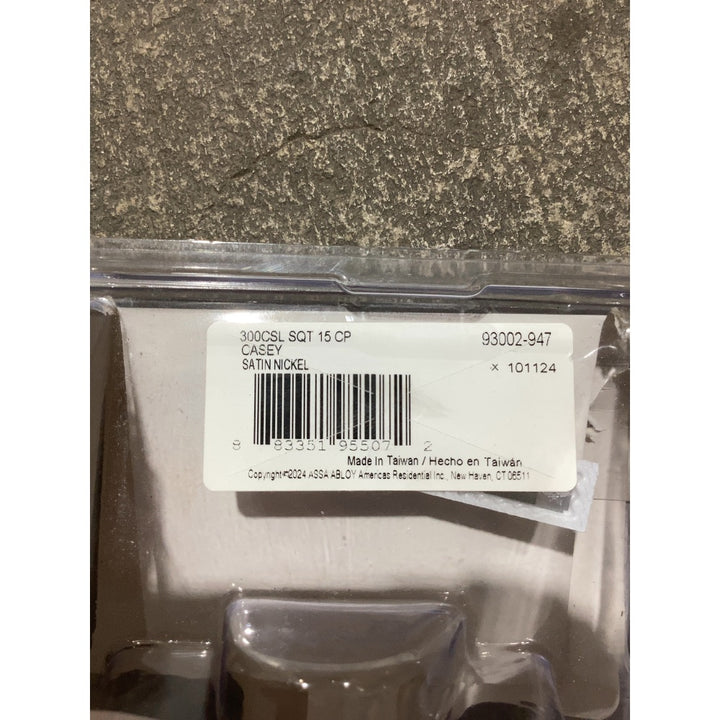 300CSL SQT 15 CP 93002-947
CASEY
SATIN NICKEL x 101124
8 83351 95507 2
Made In Taiwan / Hecho en Taiwán
Copyright©2024 ASSA ABLOY Americas Residential Inc., New Haven, CT 06511